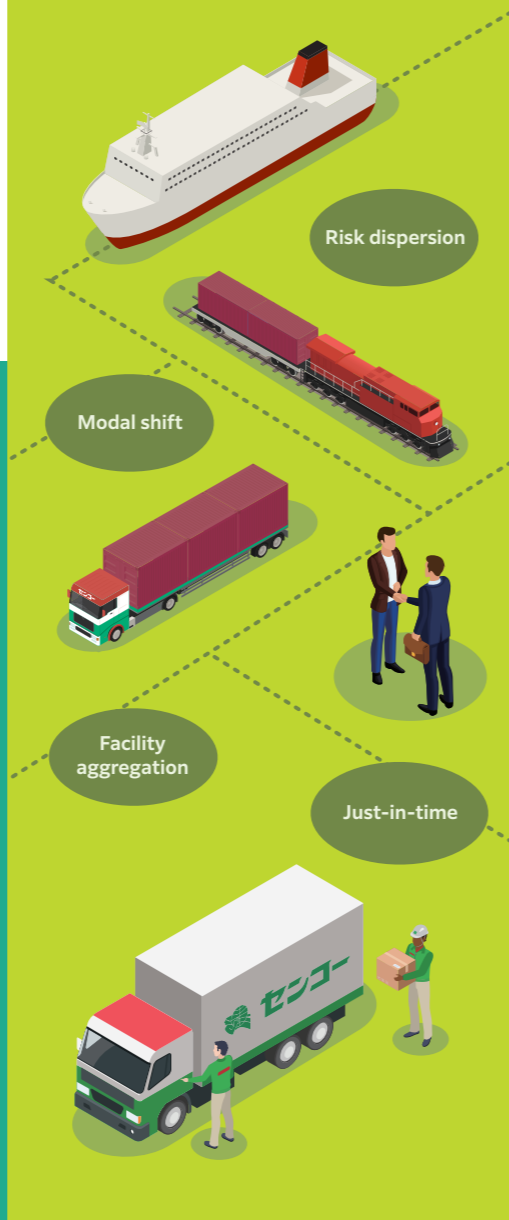 Risk dispersion
Modal shift
Facility
aggregation
Just-in-time
センコー